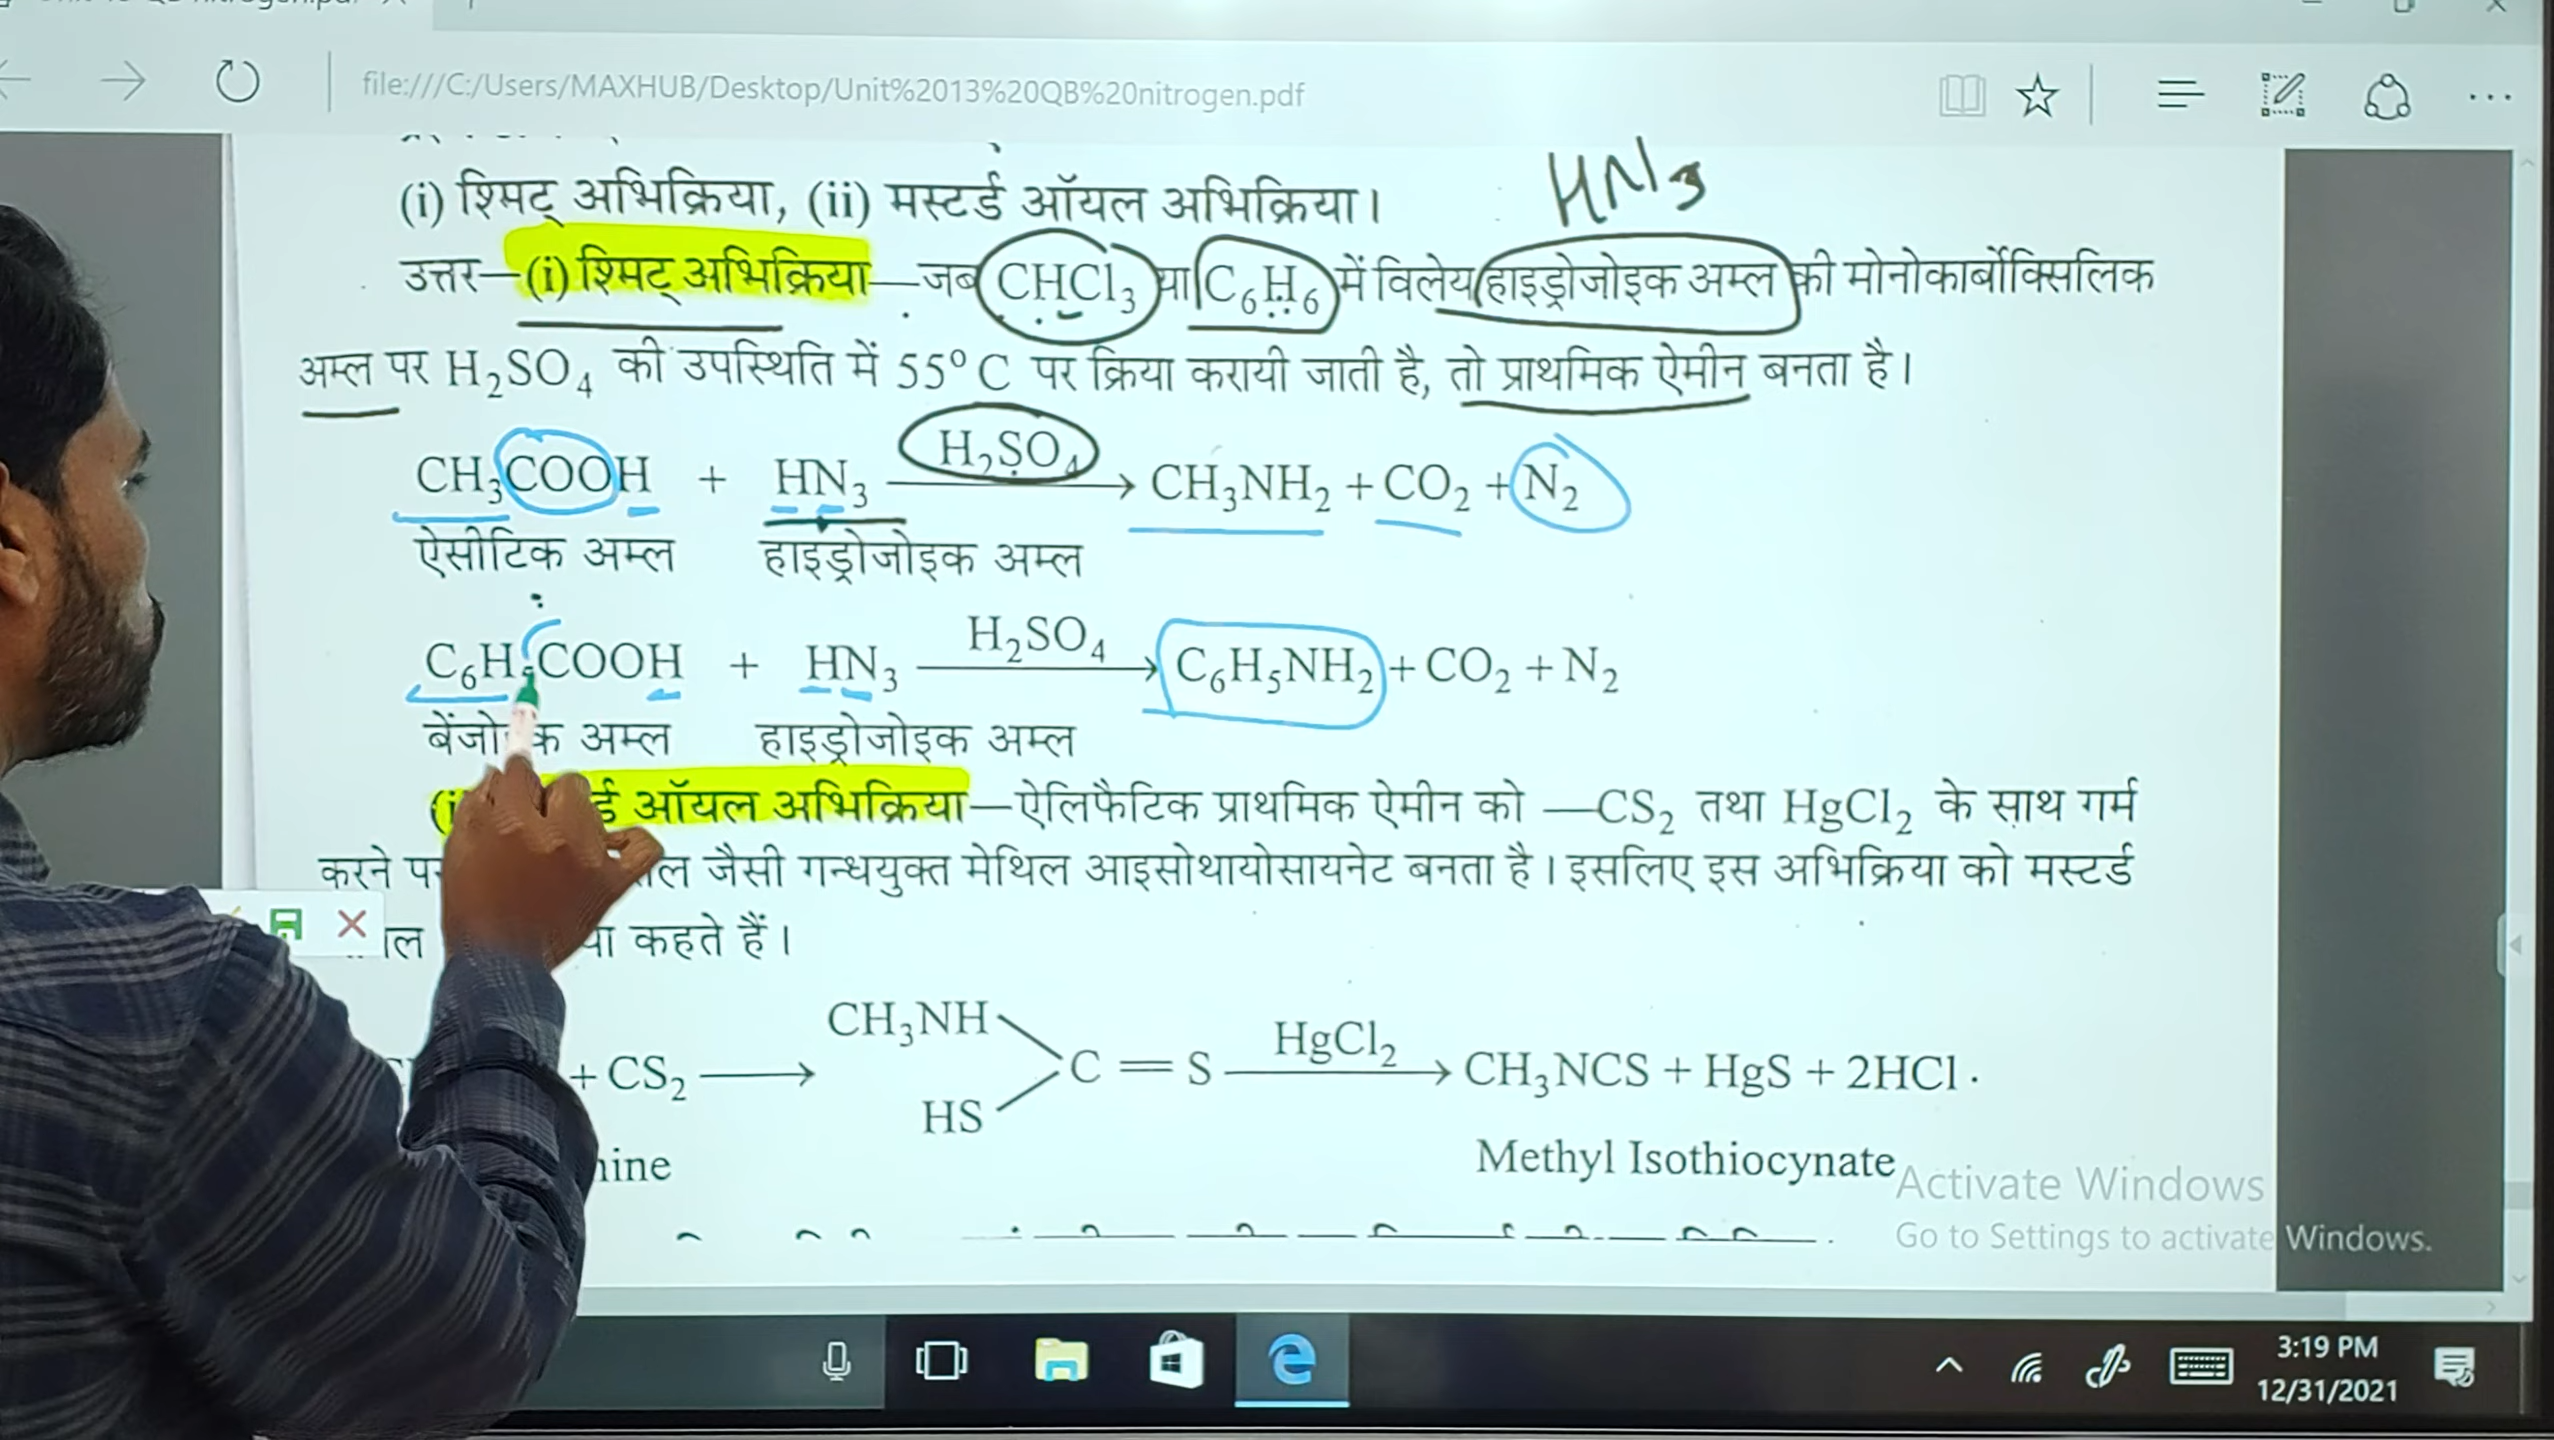 file:///C:/Users/MAXHUB/Desktop/Unit%2013%20QB%20nitrogen.pdf
HN3
(i) श्मिट् अभिक्रिया, (ii) मस्टर्ड ऑयल अभिक्रिया।
उत्तर—(i) श्मिट् अभिक्रिया—जब CHCl₃ या C₆H₆ में विलेय हाइड्रोजोइक अम्ल की मोनोकार्बोक्सिलिक
अम्ल पर H₂SO₄ की उपस्थिति में 55° C पर क्रिया करायी जाती है, तो प्राथमिक ऐमीन बनता है।
CH₃COOH + HN₃ H₂SO₄ → CH₃NH₂ + CO₂ + N₂
ऐसीटिक अम्ल हाइड्रोजोइक अम्ल
C₆H COOH + HN₃ H₂SO₄ → C₆H₅NH₂ + CO₂ + N₂
अम्ल हाइड्रोजोइक अम्ल
ऑयल अभिक्रिया—ऐलिफैटिक प्राथमिक ऐमीन को —CS₂ तथा HgCl₂ के साथ गर्म
करने जैसी गन्धयुक्त मेथिल आइसोथायोसायनेट बनता है। इसलिए इस अभिक्रिया को मस्टर्ड
कहते हैं।
CH₃NH
+ CS₂ → C = S HgCl₂ → CH₃NCS + HgS + 2HCl .
HS
Methyl Isothiocynate
Activate Windows
Go to Settings to activate Windows.
3:19 PM
12/31/2021